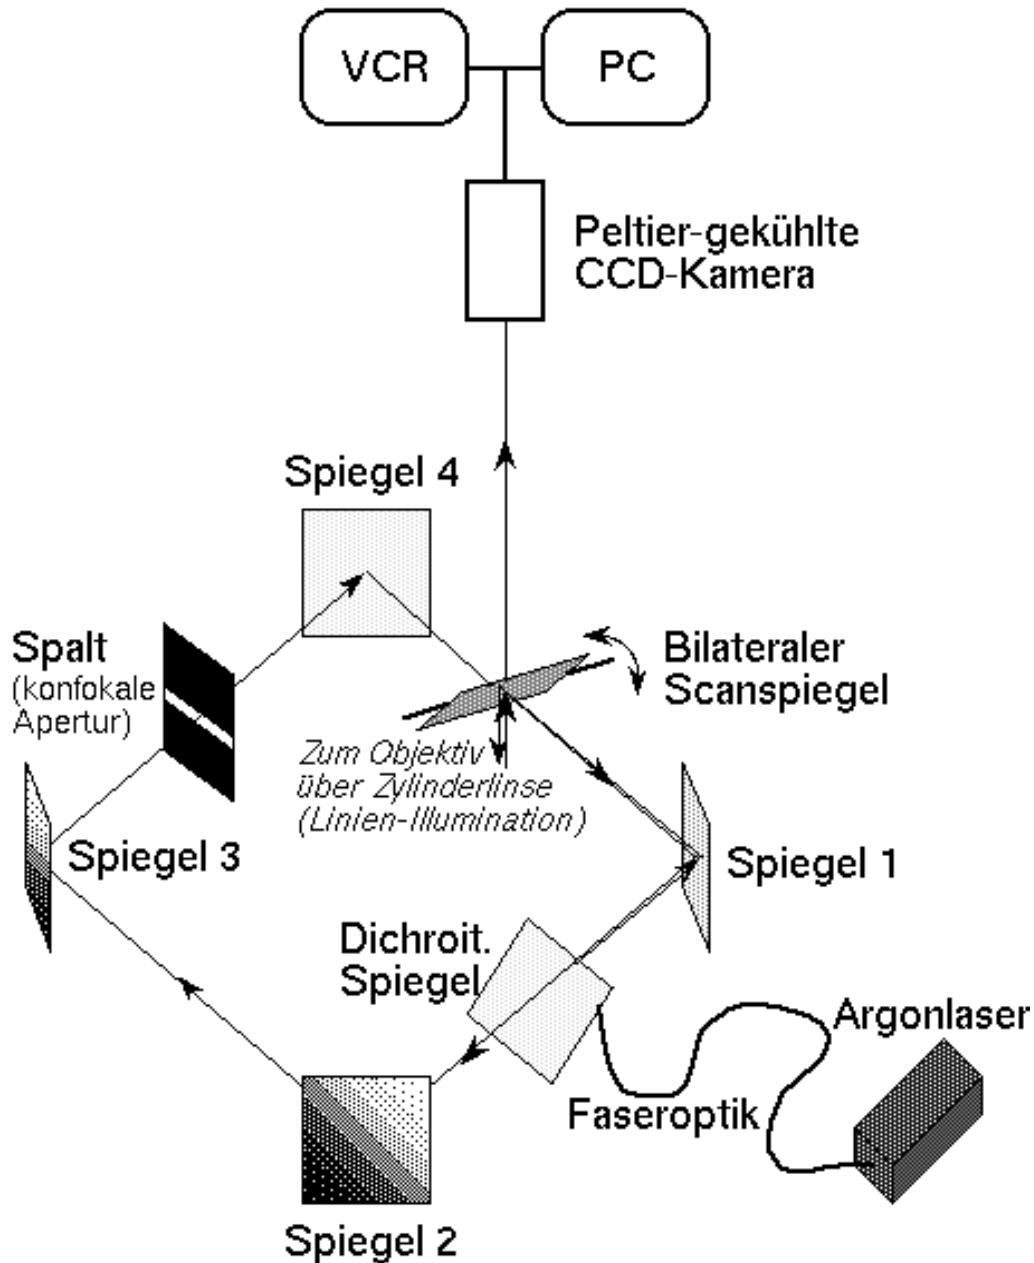 VCR
PC
Peltier-gekühlte
CCD-Kamera
Spiegel 4
Spalt
(konfokale
Apertur)
Bilateraler
Scanspiegel
Zum Objektiv
über Zylinderlinse
(Linien-Illumination)
Spiegel 3
Spiegel 1
Dichroit.
Spiegel
Argonlaser
Faseroptik
Spiegel 2